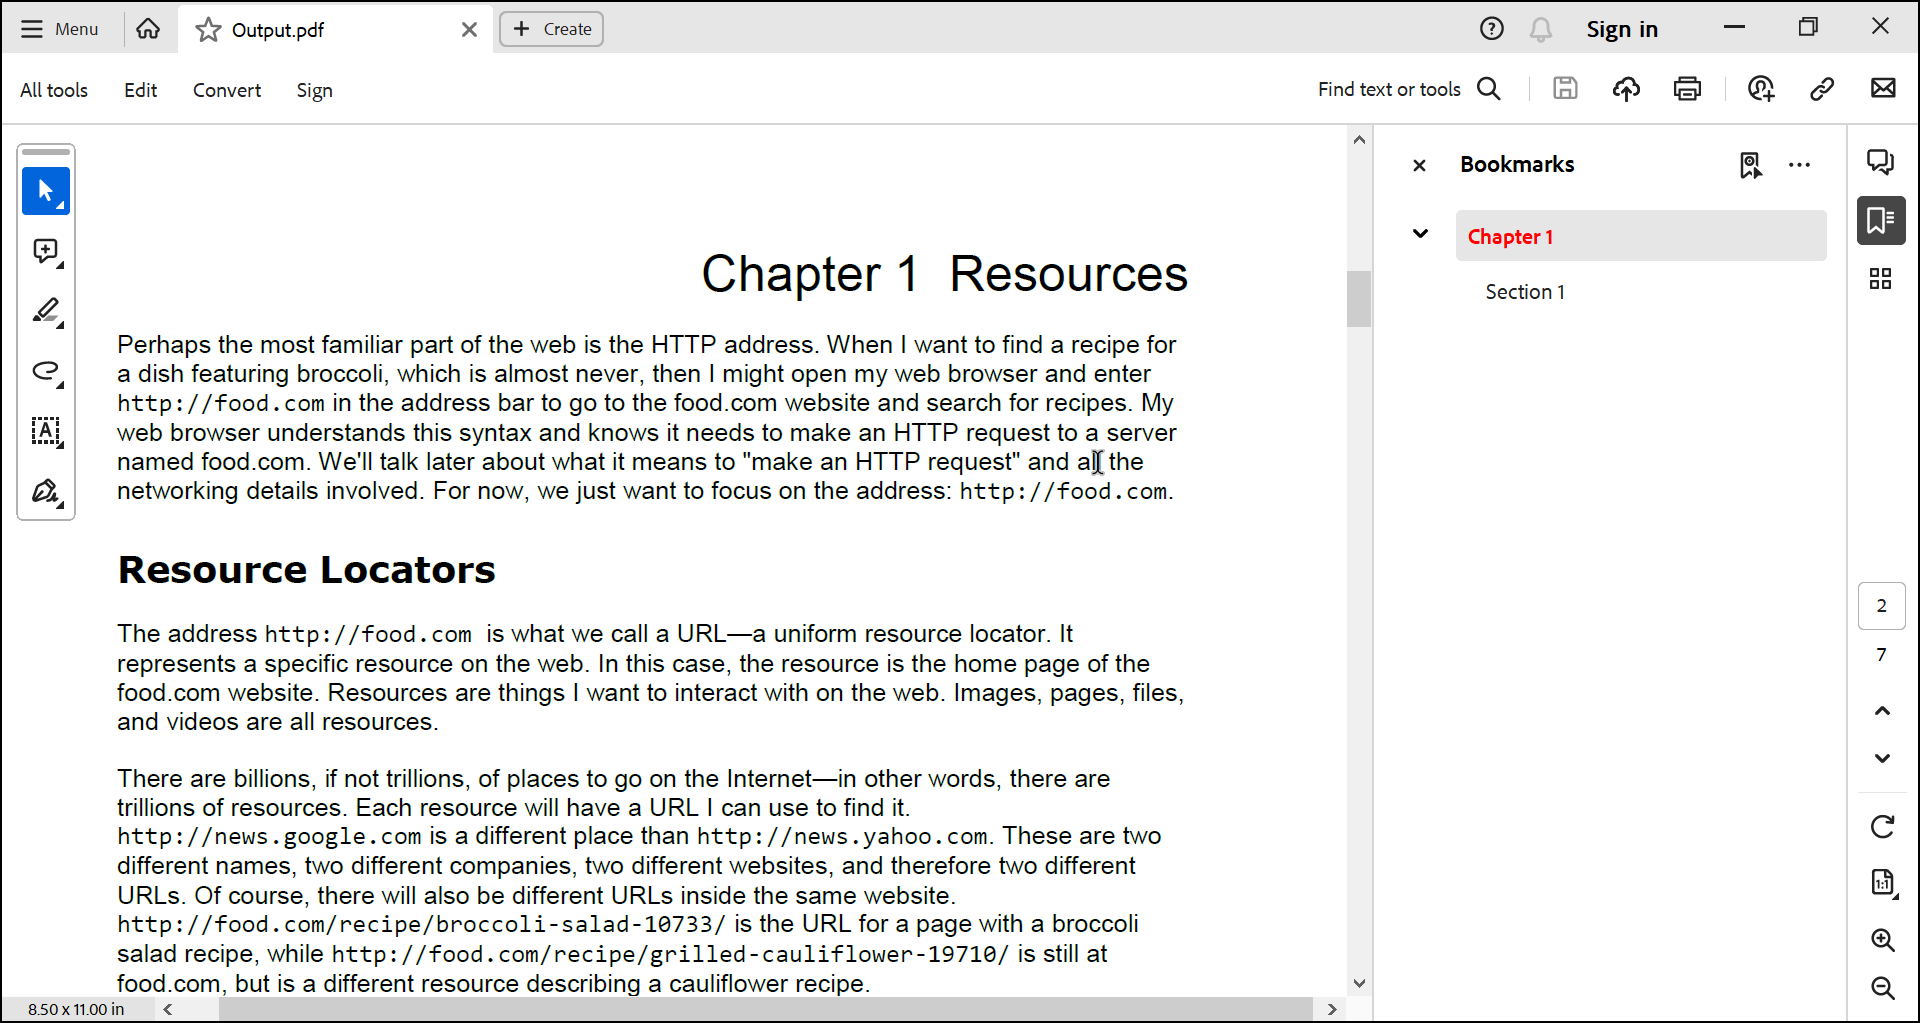 Menu
Output.pdf
Create
Sign in
All tools
Edit
Convert
Sign
Find text or tools
Chapter 1  Resources
Perhaps the most familiar part of the web is the HTTP address. When I want to find a recipe for
a dish featuring broccoli, which is almost never, then I might open my web browser and enter
http://food.com in the address bar to go to the food.com website and search for recipes. My
web browser understands this syntax and knows it needs to make an HTTP request to a server
named food.com. We'll talk later about what it means to "make an HTTP request" and all the
networking details involved. For now, we just want to focus on the address: http://food.com.
Resource Locators
The address http://food.com is what we call a URL—a uniform resource locator. It
represents a specific resource on the web. In this case, the resource is the home page of the
food.com website. Resources are things I want to interact with on the web. Images, pages, files,
and videos are all resources.
There are billions, if not trillions, of places to go on the Internet—in other words, there are
trillions of resources. Each resource will have a URL I can use to find it.
http://news.google.com is a different place than http://news.yahoo.com. These are two
different names, two different companies, two different websites, and therefore two different
URLs. Of course, there will also be different URLs inside the same website.
http://food.com/recipe/broccoli-salad-10733/ is the URL for a page with a broccoli
salad recipe, while http://food.com/recipe/grilled-cauliflower-19710/ is still at
food.com, but is a different resource describing a cauliflower recipe.
8.50 x 11.00 in
Bookmarks
Chapter 1
Section 1
2
7
1:1